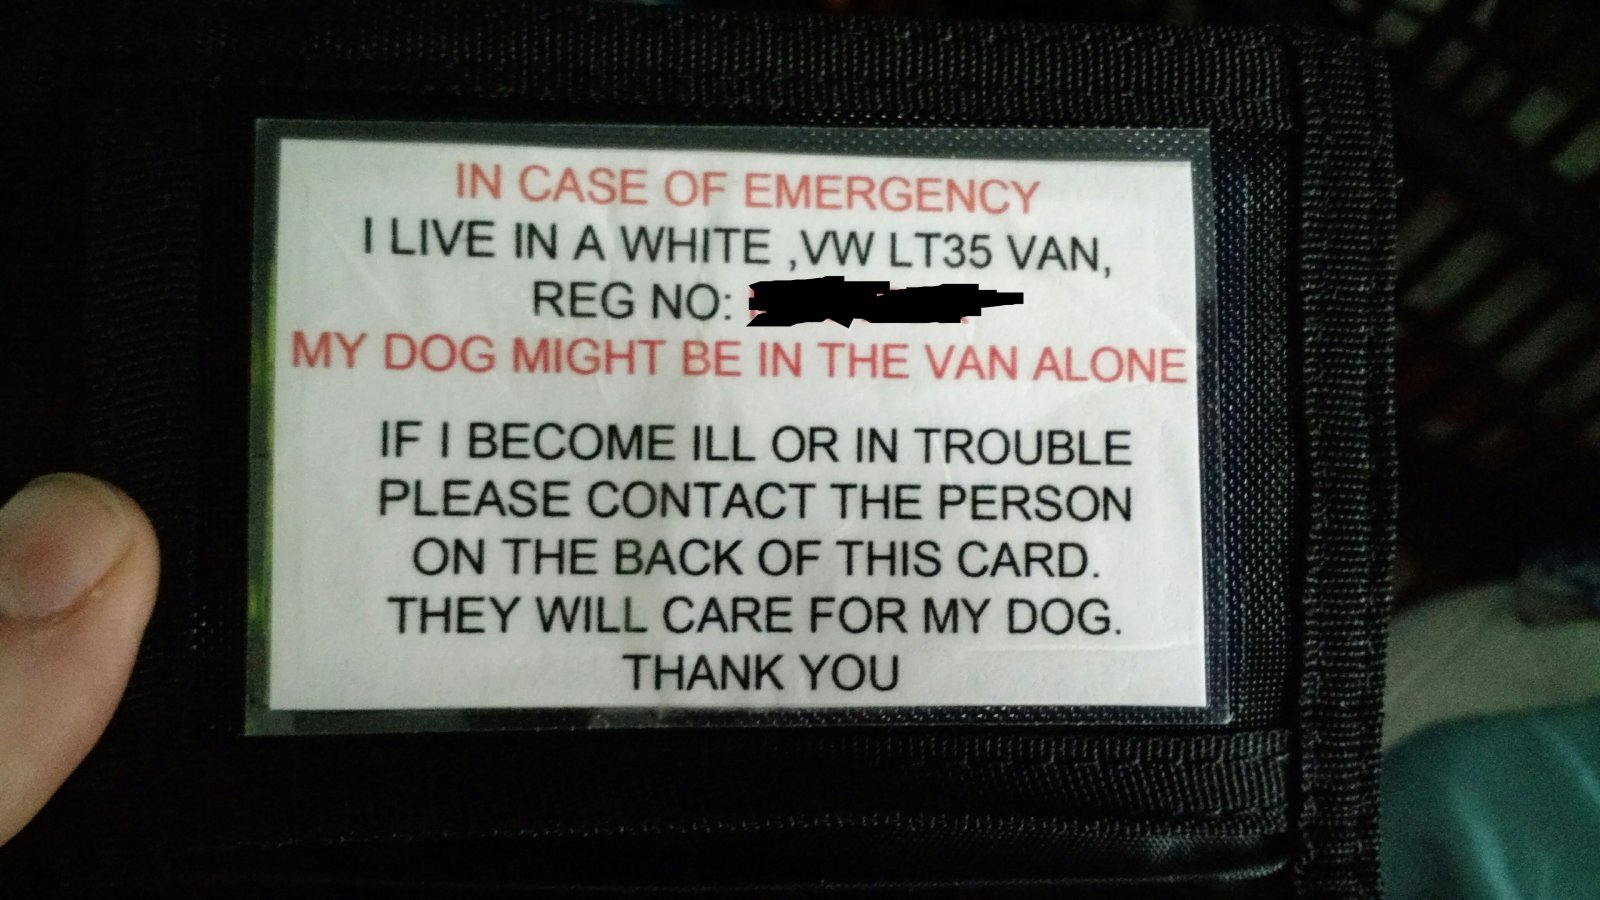 IN CASE OF EMERGENCY
I LIVE IN A WHITE ,VW LT35 VAN,
REG NO:
MY DOG MIGHT BE IN THE VAN ALONE
IF I BECOME ILL OR IN TROUBLE
PLEASE CONTACT THE PERSON
ON THE BACK OF THIS CARD.
THEY WILL CARE FOR MY DOG.
THANK YOU